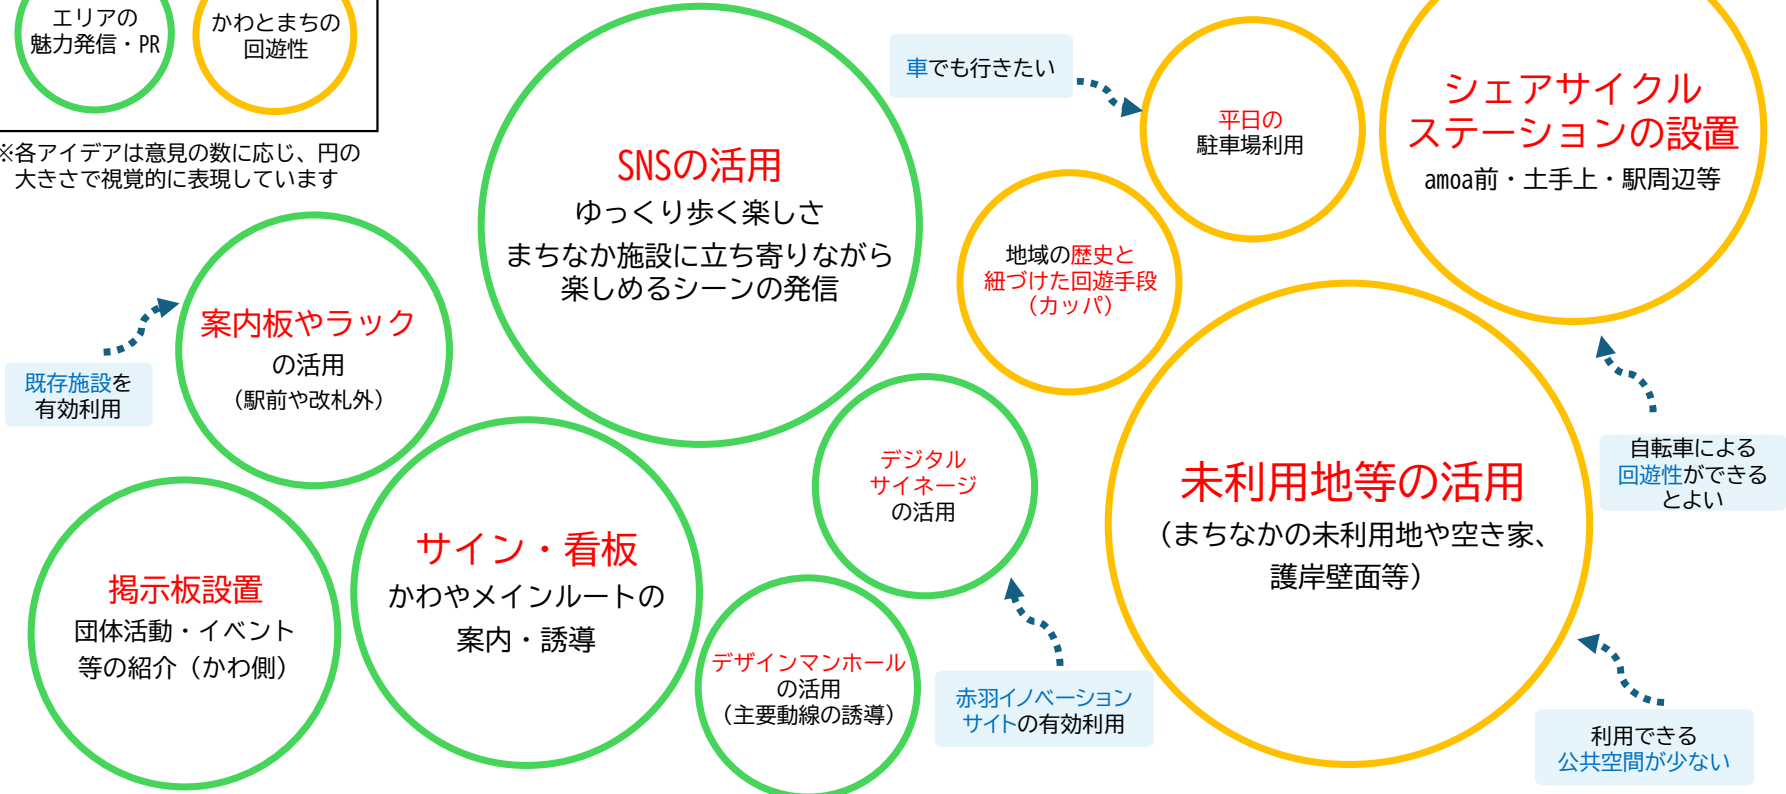 エリアの
魅力発信・PR
かわとまちの
回遊性
※各アイデアは意見の数に応じ、円の
大きさで視覚的に表現しています
SNSの活用
ゆっくり歩く楽しさ
まちなか施設に立ち寄りながら
楽しめるシーンの発信
車でも行きたい
平日の
駐車場利用
シェアサイクル
ステーションの設置
amoa前・土手上・駅周辺等
地域の歴史と
紐づけた回遊手段
（カッパ）
案内板やラック
の活用
（駅前や改札外）
既存施設を
有効利用
デジタル
サイネージ
の活用
自転車による
回遊性ができる
とよい
未利用地等の活用
（まちなかの未利用地や空き家、
護岸壁面等）
サイン・看板
かわやメインルートの
案内・誘導
掲示板設置
団体活動・イベント
等の紹介（かわ側）
デザインマンホール
の活用
（主要動線の誘導）
赤羽イノベーション
サイトの有効利用
利用できる
公共空間が少ない